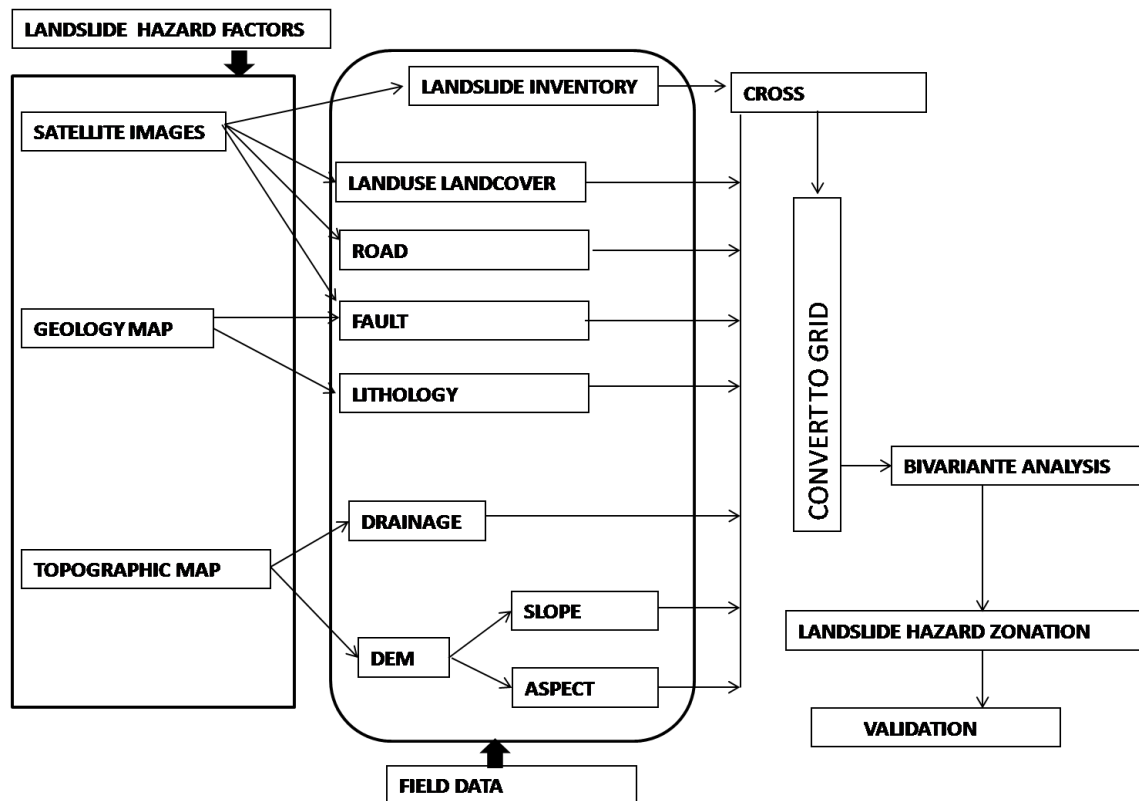 LANDSLIDE HAZARD FACTORS
LANDSLIDE INVENTORY
CROSS
SATELLITE IMAGES
LANDUSE LANDCOVER
ROAD
GEOLOGY MAP
FAULT
LITHOLOGY
CONVERT TO GRID
BIVARIANTE ANALYSIS
DRAINAGE
TOPOGRAPHIC MAP
SLOPE
DEM
ASPECT
LANDSLIDE HAZARD ZONATION
VALIDATION
FIELD DATA